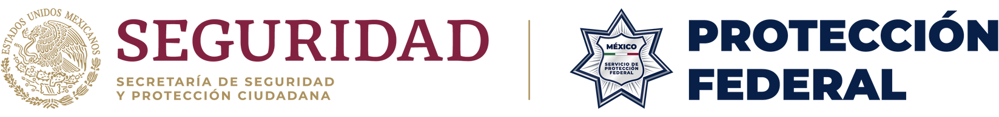 ESTADOS UNIDOS MEXICANOS
SEGURIDAD
SECRETARÍA DE SEGURIDAD
Y PROTECCIÓN CIUDADANA
MÉXICO
SERVICIO DE
PROTECCIÓN
FEDERAL
PROTECCIÓN
FEDERAL